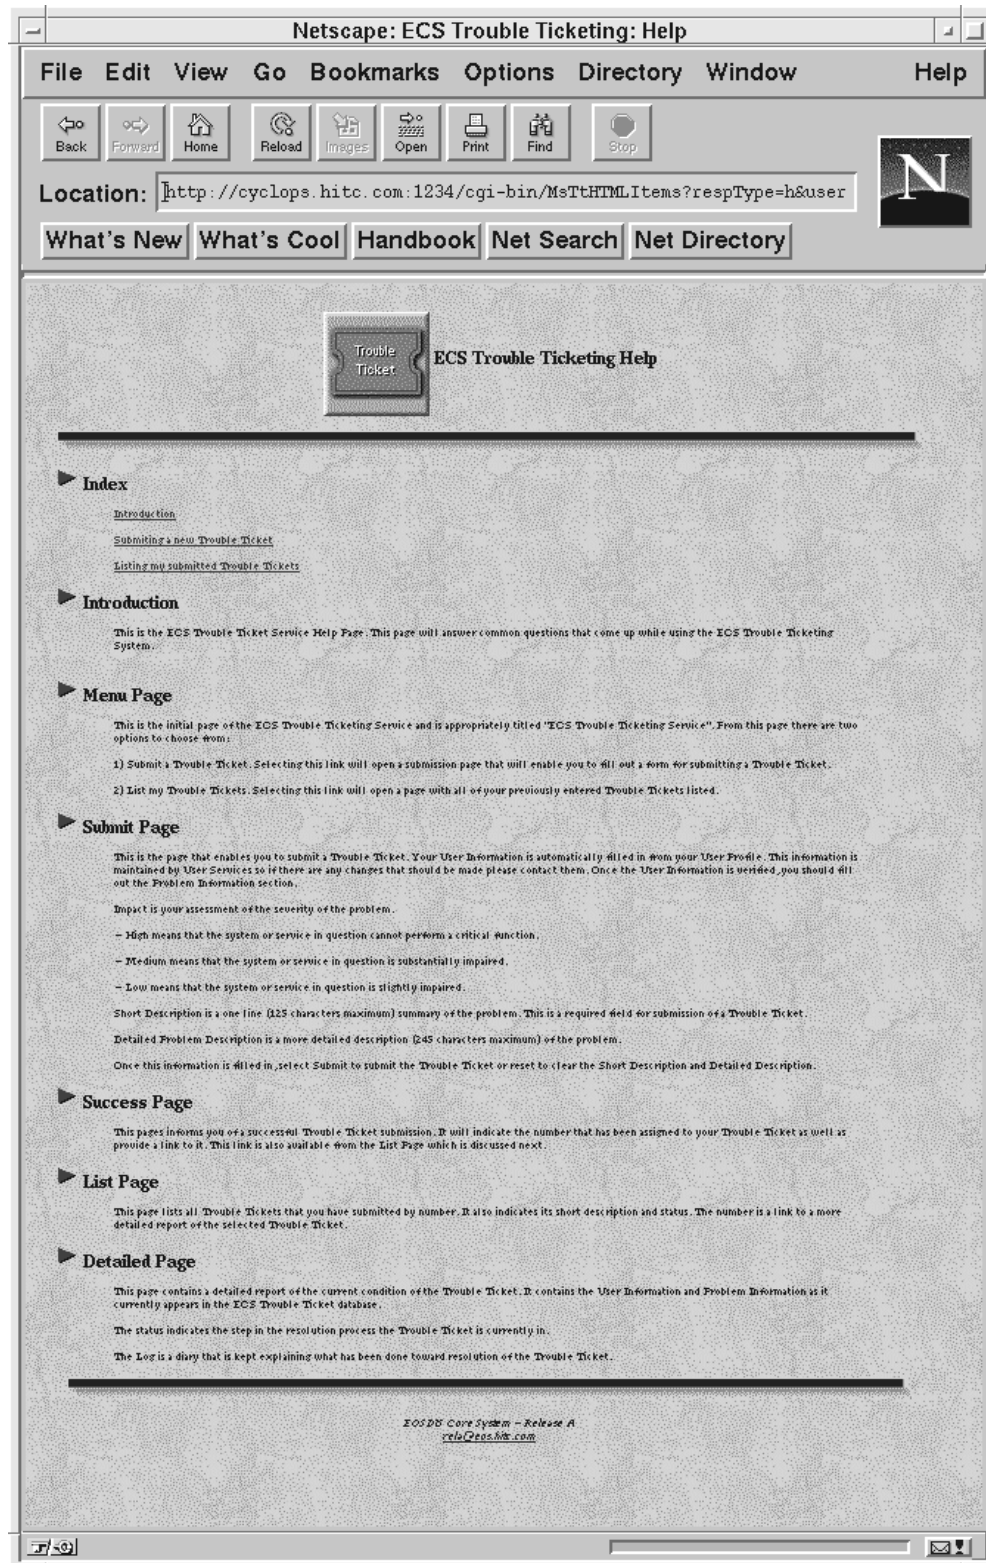 Netscape: ECS Trouble Ticketing: Help
File Edit View Go Bookmarks Options Directory Window Help
Back Forward Home Reload Images Open Print Find Stop
N
Location: http://cyclops.hitc.com:1234/cgi-bin/MsTtHTMLItems?respType=h&user
What's New What's Cool Handbook Net Search Net Directory
Trouble
Ticket
ECS Trouble Ticketing Help
Index
Introduction
Submiting a new Trouble Ticket
Listing my submitted Trouble Tickets
Introduction
This is the ECS Trouble Ticket Service Help Page. This page will answer common questions that come up while using the ECS Trouble Ticketing
System.
Menu Page
This is the initial page of the ECS Trouble Ticketing Service and is appropriately titled "ECS Trouble Ticketing Service". From this page there are two
options to choose from:
1) Submit a Trouble Ticket. Selecting this link will open a submission page that will enable you to fill out a form for submitting a Trouble Ticket.
2) List my Trouble Tickets. Selecting this link will open a page with all of your previously entered Trouble Tickets listed.
Submit Page
This is the page that enables you to submit a Trouble Ticket. Your User Information is automatically filled in from your User Profile. This information is
maintained by User Services so if there are any changes that should be made please contact them. Once the User Information is verified, you should fill
out the Problem Information section.
Impact is your assessment of the severity of the problem.
– High means that the system or service in question cannot perform a critical function.
– Medium means that the system or service in question is substantially impaired.
– Low means that the system or service in question is slightly impaired.
Short Description is a one line (125 characters maximum) summary of the problem. This is a required field for submission of a Trouble Ticket.
Detailed Problem Description is a more detailed description (245 characters maximum) of the problem.
Once this information is filled in, select Submit to submit the Trouble Ticket or reset to clear the Short Description and Detailed Description.
Success Page
This pages informs you of a successful Trouble Ticket submission. It will indicate the number that has been assigned to your Trouble Ticket as well as
provide a link to it. This link is also available from the List Page which is discussed next.
List Page
This page lists all Trouble Tickets that you have submitted by number. It also indicates its short description and status. The number is a link to a more
detailed report of the selected Trouble Ticket.
Detailed Page
This page contains a detailed report of the current condition of the Trouble Ticket. It contains the User Information and Problem Information as it
currently appears in the ECS Trouble Ticket database.
The status indicates the step in the resolution process the Trouble Ticket is currently in.
The Log is a diary that is kept explaining what has been done toward resolution of the Trouble Ticket.
EOSDIS Core System – Release A
rela@eos.hitc.com